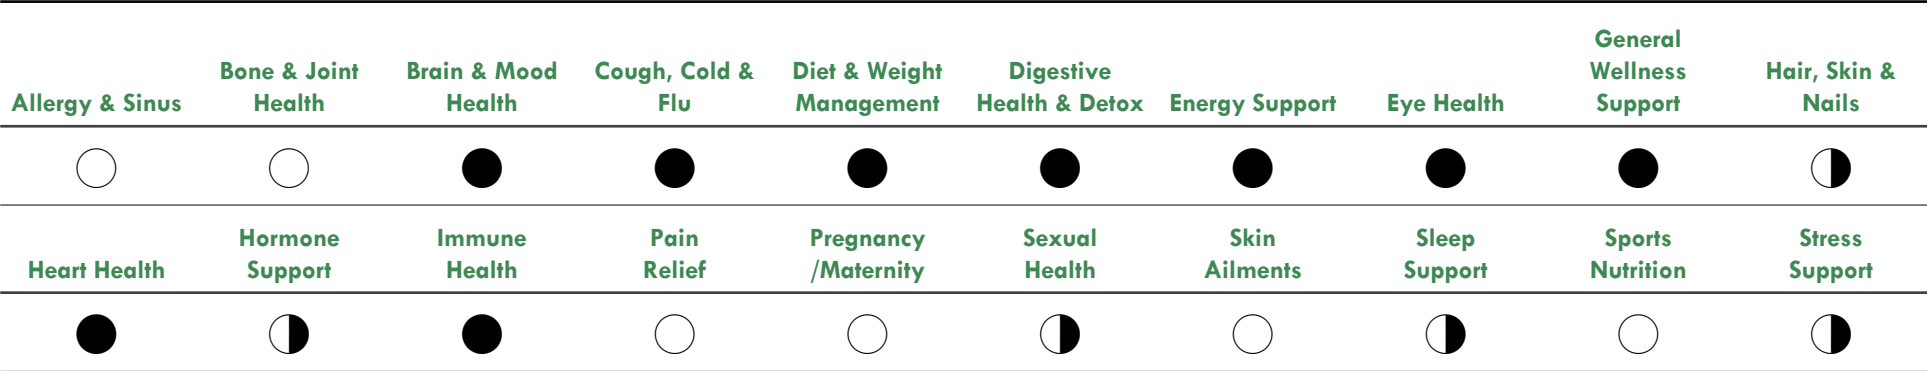 Allergy & Sinus
Bone & Joint
Health
Brain & Mood
Health
Cough, Cold &
Flu
Diet & Weight
Management
Digestive
Health & Detox
Energy Support
Eye Health
General
Wellness
Support
Hair, Skin &
Nails
Heart Health
Hormone
Support
Immune
Health
Pain
Relief
Pregnancy
/Maternity
Sexual
Health
Skin
Ailments
Sleep
Support
Sports
Nutrition
Stress
Support